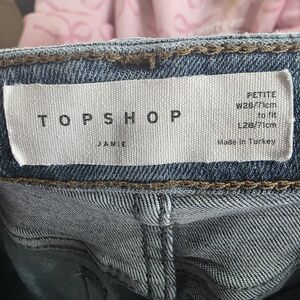 TOPSHOP
JAMIE
PETITE
W28/71cm
to fit
L28/71cm
Made in Turkey